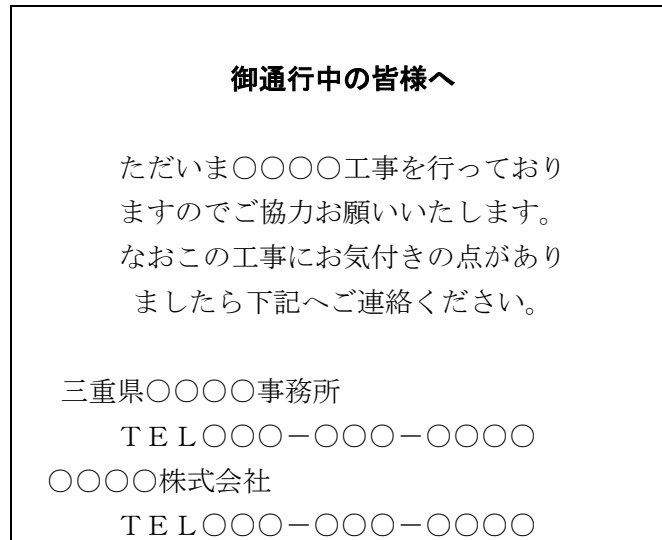 御通行中の皆様へ
ただいま○○○○工事を行っており
ますのでご協力お願いいたします。
なおこの工事にお気付きの点があり
ましたら下記へご連絡ください。
三重県○○○○事務所
ＴＥＬ○○○－○○○－○○○○
○○○○株式会社
ＴＥＬ○○○－○○○－○○○○